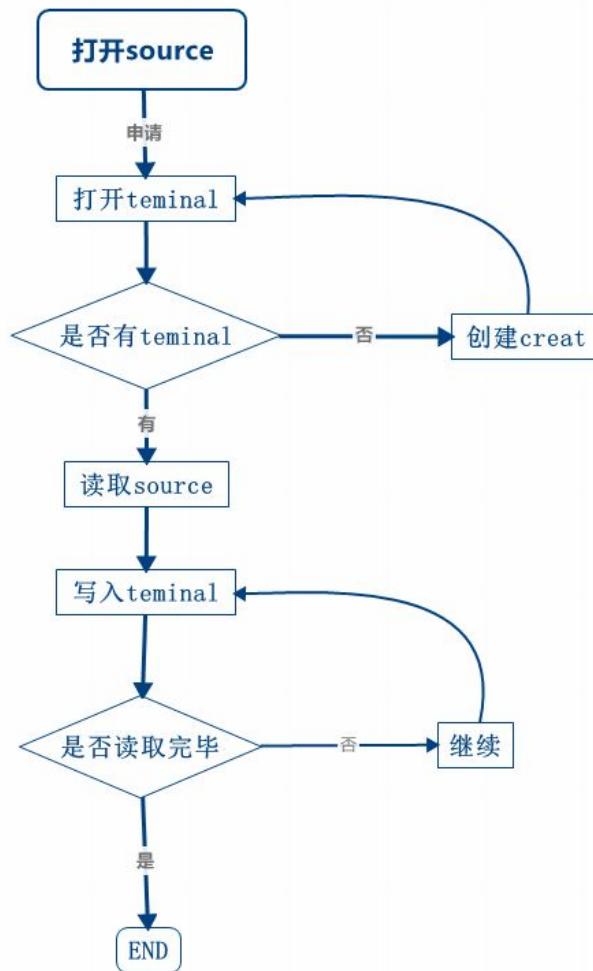 打开source
申请
打开teminal
是否有teminal
否
创建creat
有
读取source
写入teminal
是否读取完毕
否
继续
是
END